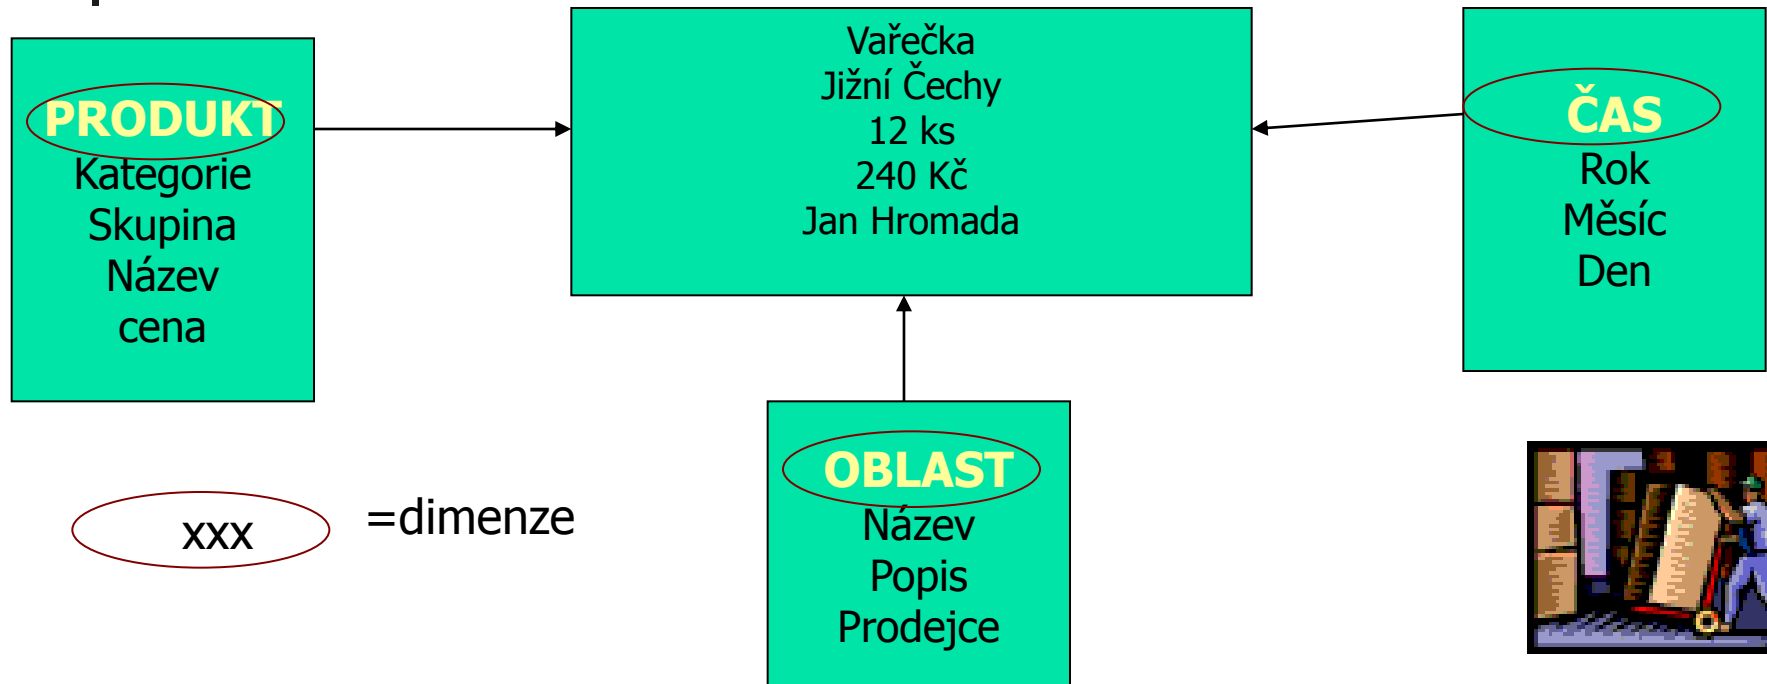 PRODUKT
Kategorie
Skupina
Název
cena
Vařečka
Jižní Čechy
12 ks
240 Kč
Jan Hromada
ČAS
Rok
Měsíc
Den
OBLAST
Název
Popis
Prodejce
xxx
=dimenze